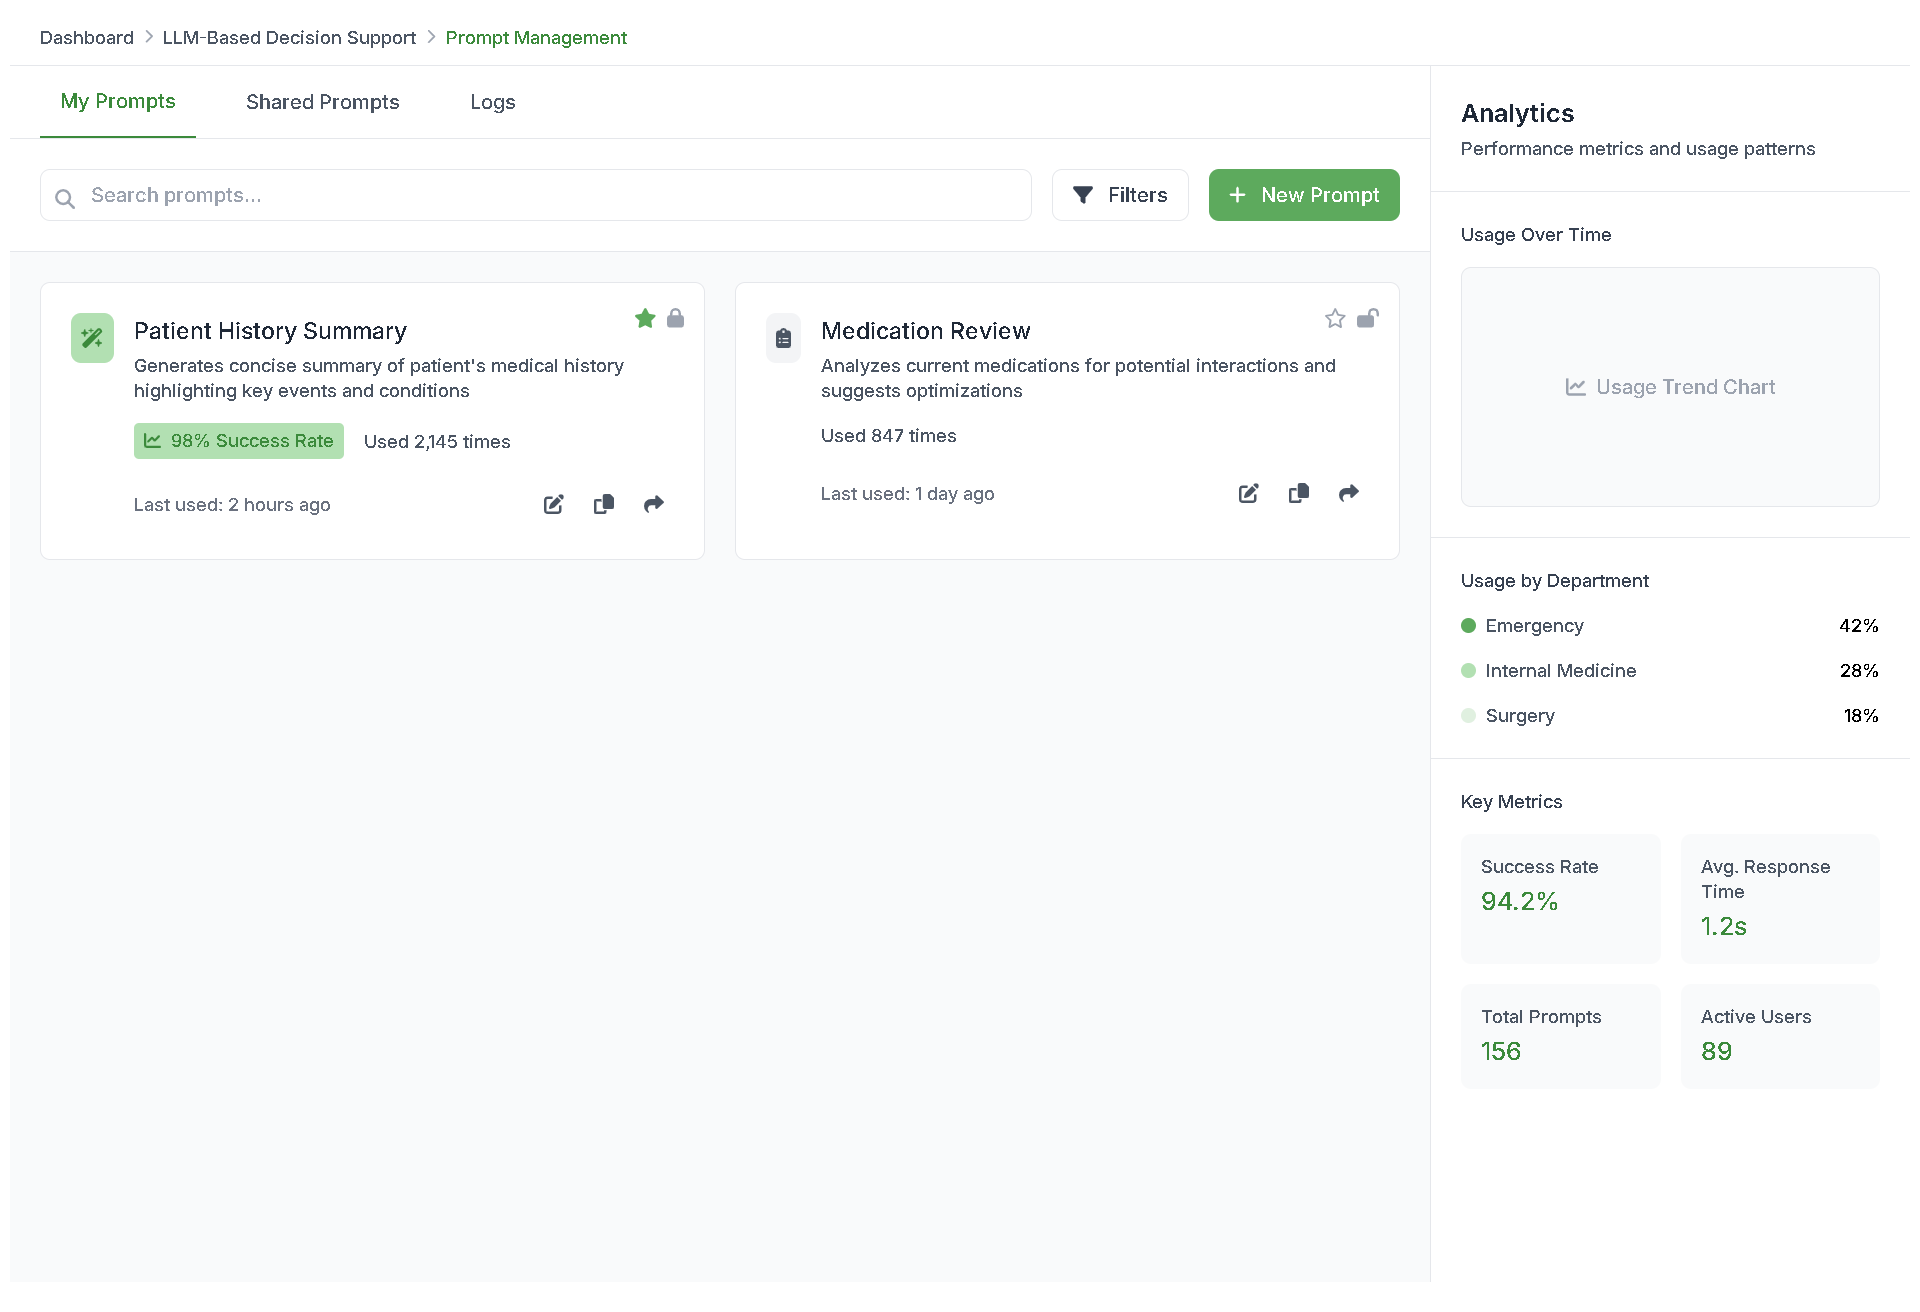 Dashboard > LLM-Based Decision Support > Prompt Management
My Prompts
Shared Prompts
Logs
Search prompts...
Filters
+ New Prompt
Patient History Summary
Generates concise summary of patient's medical history
highlighting key events and conditions
98% Success Rate
Used 2,145 times
Last used: 2 hours ago
Medication Review
Analyzes current medications for potential interactions and
suggests optimizations
Used 847 times
Last used: 1 day ago
Analytics
Performance metrics and usage patterns
Usage Over Time
Usage Trend Chart
Usage by Department
Emergency 42%
Internal Medicine 28%
Surgery 18%
Key Metrics
Success Rate
94.2%
Avg. Response
Time
1.2s
Total Prompts
156
Active Users
89